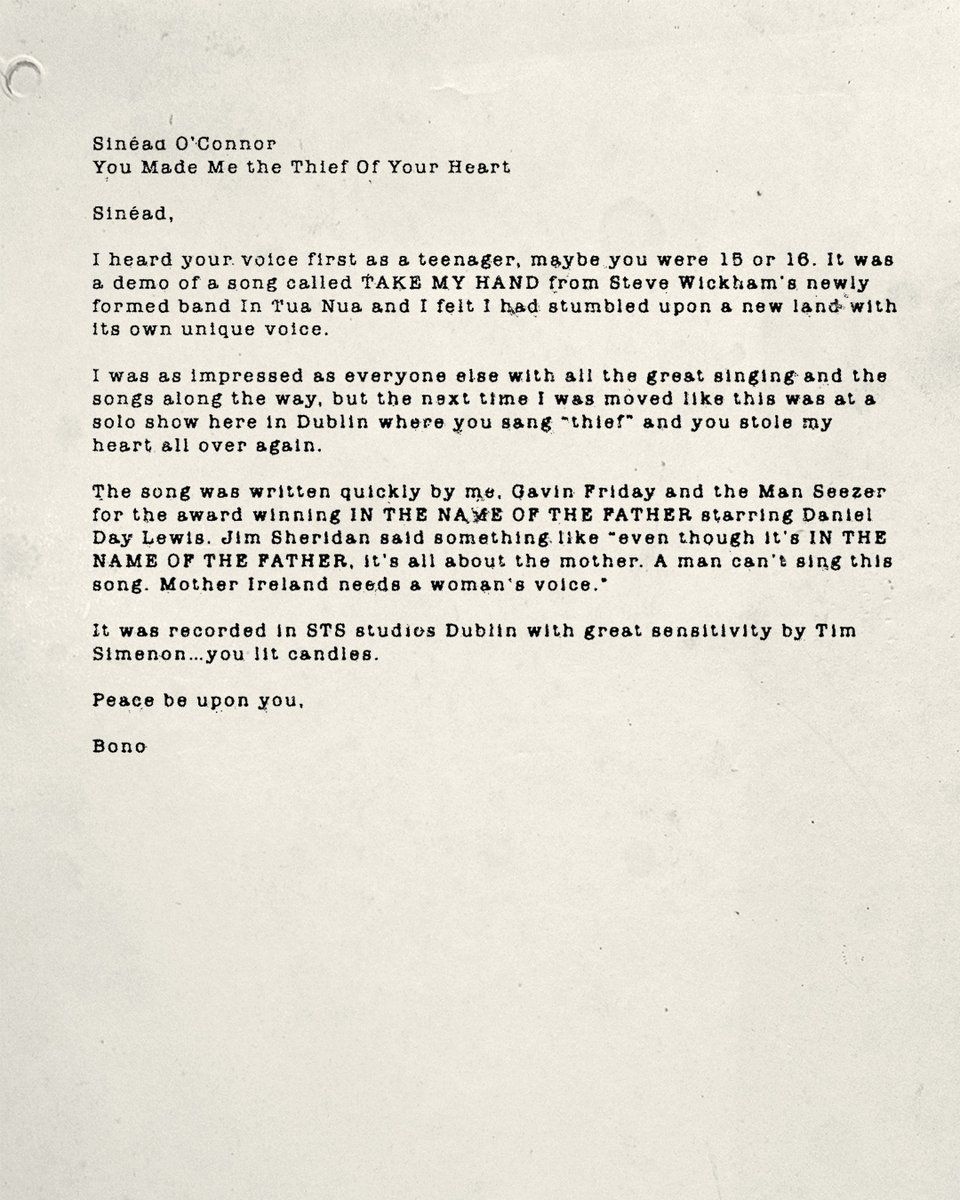 Sinéad O'Connor
You Made Me the Thief Of Your Heart
Sinéad,
I heard your voice first as a teenager, maybe you were 15 or 16. It was
a demo of a song called TAKE MY HAND from Steve Wickham's newly
formed band In Tua Nua and I felt I had stumbled upon a new land with
its own unique voice.
I was as impressed as everyone else with all the great singing and the
songs along the way, but the next time I was moved like this was at a
solo show here in Dublin where you sang "thief" and you stole my
heart all over again.
The song was written quickly by me, Gavin Friday and the Man Seezer
for the award winning IN THE NAME OF THE FATHER starring Daniel
Day Lewis. Jim Sheridan said something like "even though it's IN THE
NAME OF THE FATHER, it's all about the mother. A man can't sing this
song. Mother Ireland needs a woman's voice."
It was recorded in STS studios Dublin with great sensitivity by Tim
Simenon...you lit candles.
Peace be upon you,
Bono